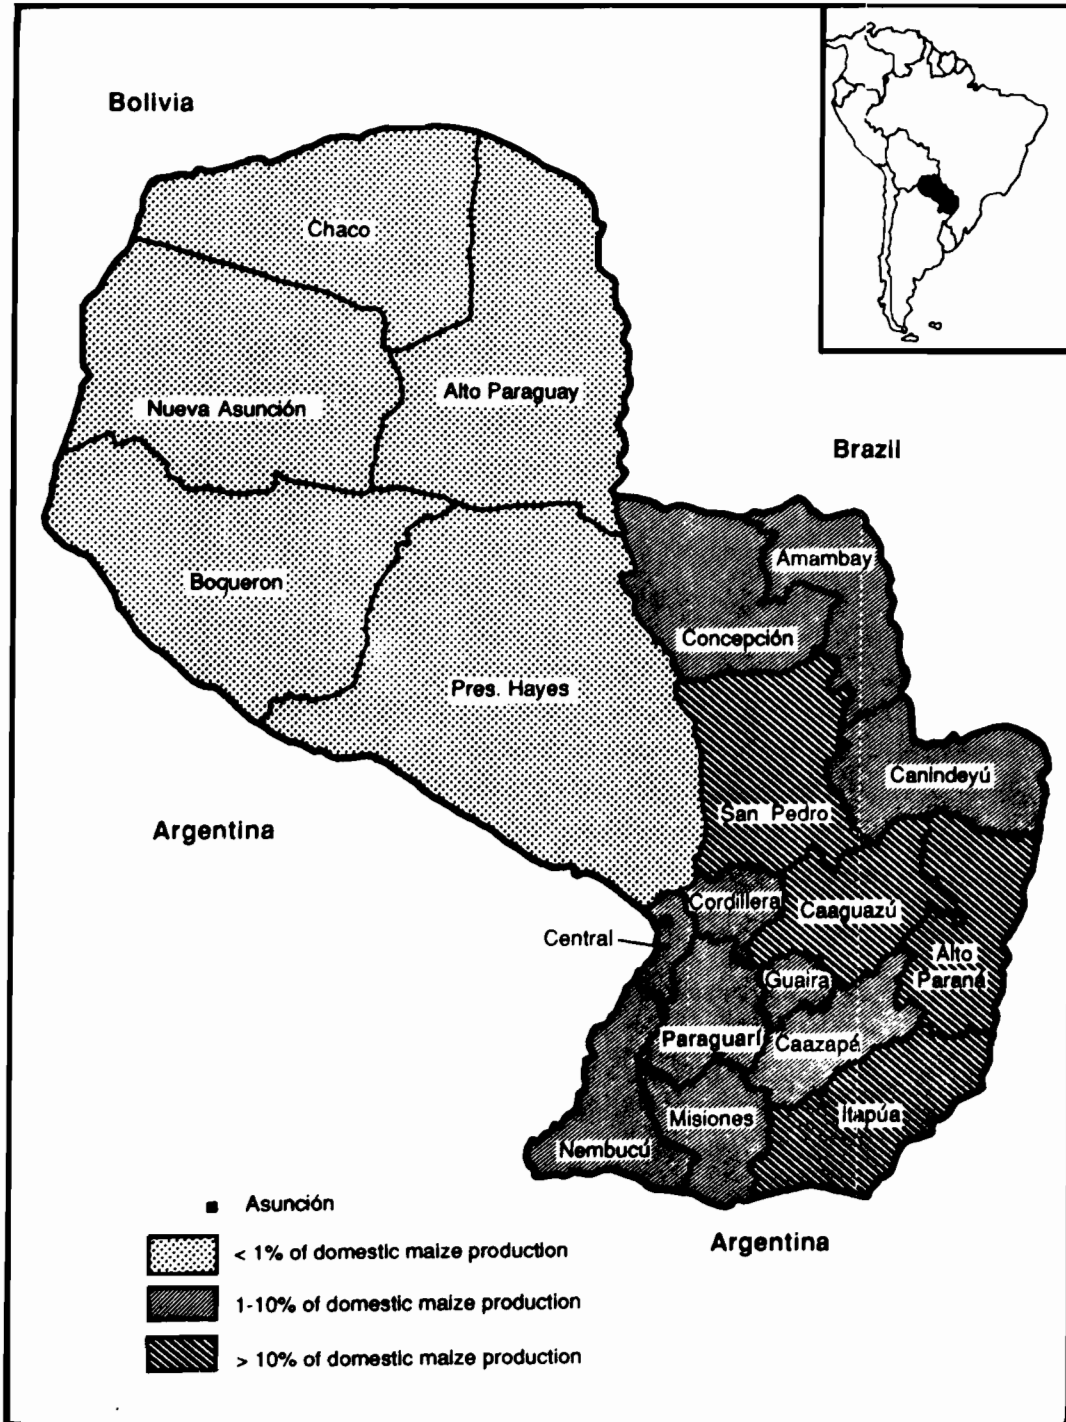 Bolivia
Chaco
Alto Paraguay
Nueva Asunción
Brazil
Amambay
Boqueron
Concepción
Pres. Hayes
Canindeyú
San Pedro
Argentina
Cordillera
Caaguazú
Central
Alto
Paraná
Guaira
Paraguarí
Caazapá
Itapúa
Misiones
Nembucú
Argentina
Asunción
< 1% of domestic maize production
1-10% of domestic maize production
> 10% of domestic maize production